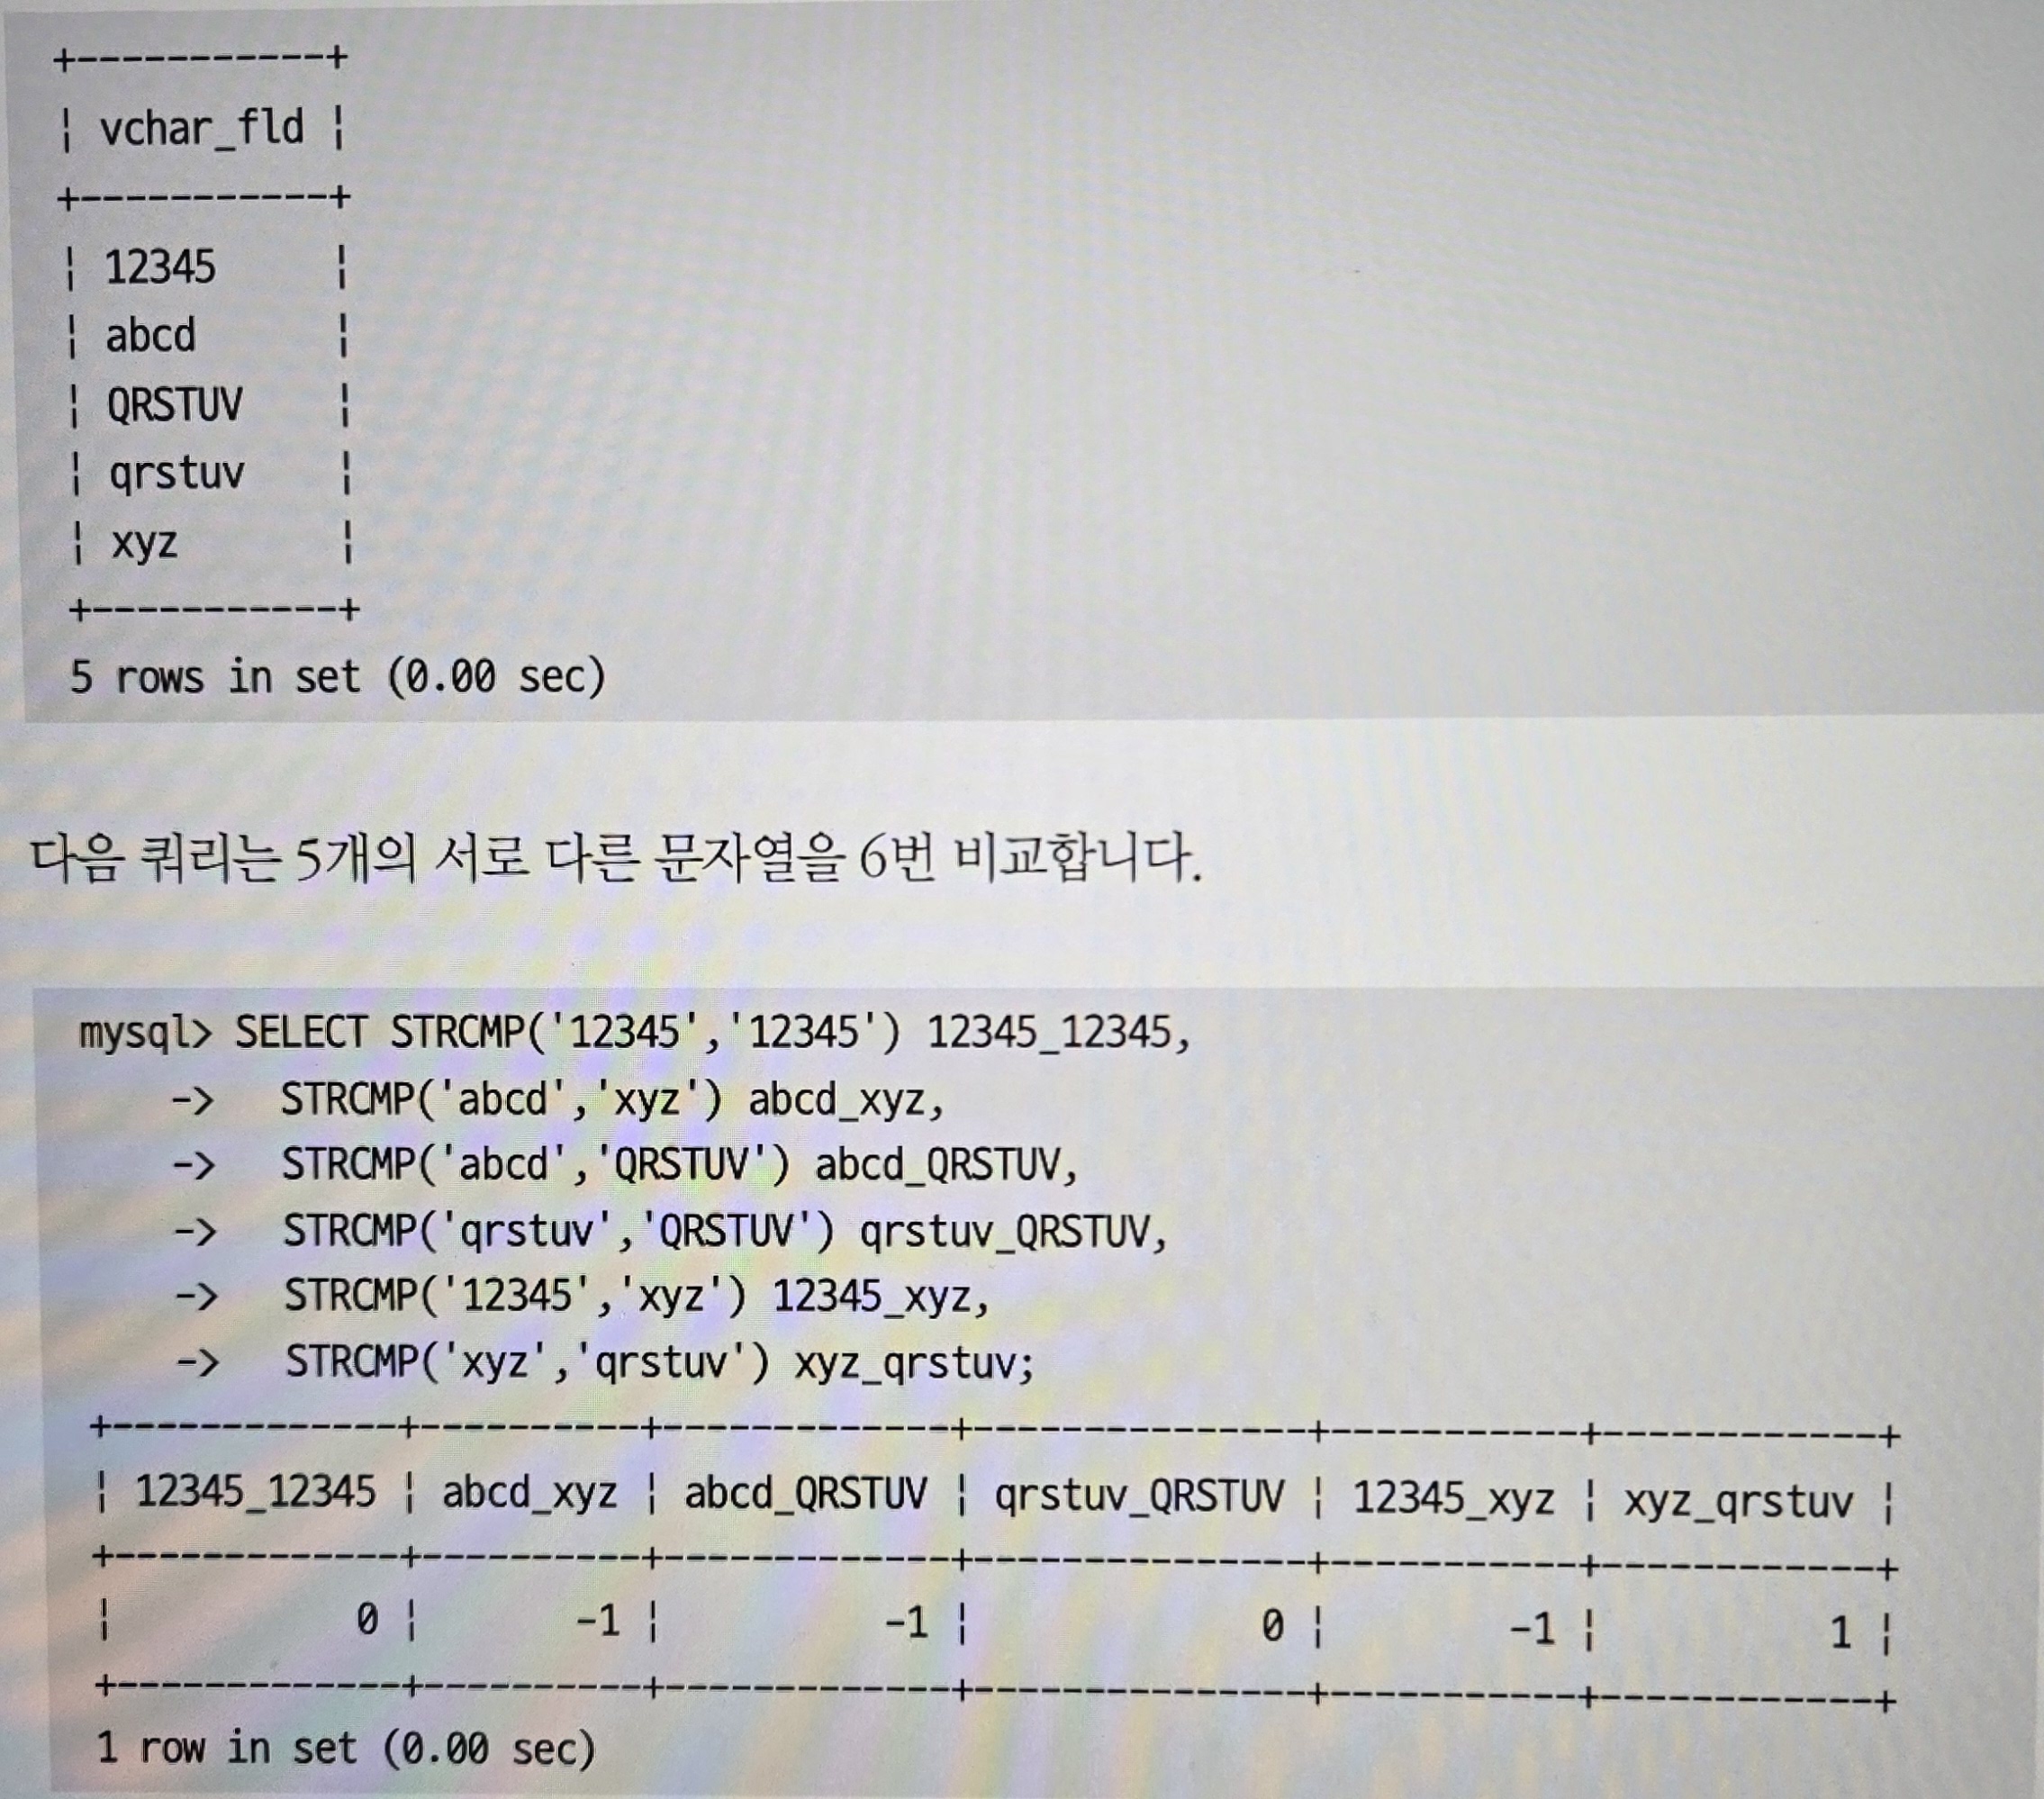 +-----------+
| vchar_fld |
+-----------+
| 12345     |
| abcd      |
| QRSTUV    |
| qrstuv    |
| xyz       |
+-----------+
5 rows in set (0.00 sec)
다음 쿼리는 5개의 서로 다른 문자열을 6번 비교합니다.
mysql> SELECT STRCMP('12345','12345') 12345_12345,
    ->   STRCMP('abcd','xyz') abcd_xyz,
    ->   STRCMP('abcd','QRSTUV') abcd_QRSTUV,
    ->   STRCMP('qrstuv','QRSTUV') qrstuv_QRSTUV,
    ->   STRCMP('12345','xyz') 12345_xyz,
    ->   STRCMP('xyz','qrstuv') xyz_qrstuv;
+-------------+----------+-------------+---------------+-----------+------------+
| 12345_12345 | abcd_xyz | abcd_QRSTUV | qrstuv_QRSTUV | 12345_xyz | xyz_qrstuv |
+-------------+----------+-------------+---------------+-----------+------------+
|           0 |       -1 |          -1 |             0 |        -1 |          1 |
+-------------+----------+-------------+---------------+-----------+------------+
1 row in set (0.00 sec)